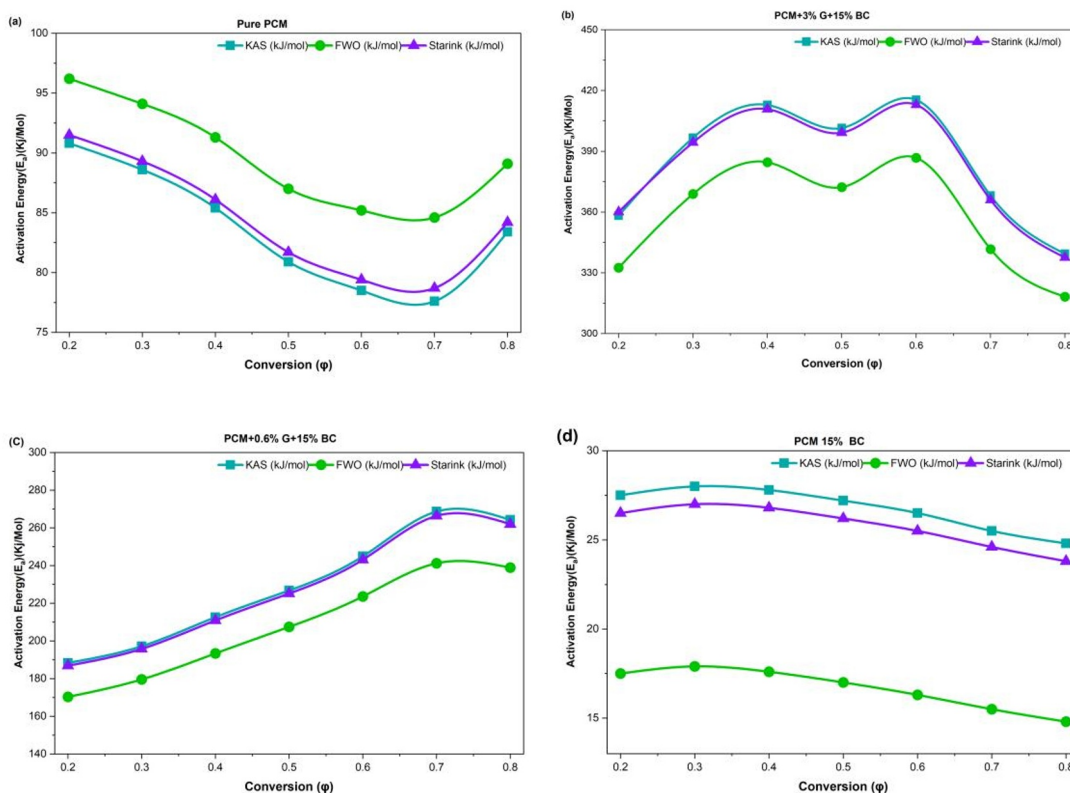 (a)
Pure PCM
KAS (kJ/mol) FWO (kJ/mol) Starink (kJ/mol)
100
95
90
85
80
75
Activation Energy(Eₐ)(Kj/Mol)
0.2 0.3 0.4 0.5 0.6 0.7 0.8
Conversion (φ)
(b)
PCM+3% G+15% BC
KAS (kJ/mol) FWO (kJ/mol) Starink (kJ/mol)
450
420
390
360
330
300
Activation Energy(Eₐ)(Kj/Mol)
0.2 0.3 0.4 0.5 0.6 0.7 0.8
Conversion (φ)
(C)
PCM+0.6% G+15% BC
KAS (kJ/mol) FWO (kJ/mol) Starink (kJ/mol)
300
280
260
240
220
200
180
160
140
Activation Energy(Eₐ)(Kj/Mol)
0.2 0.3 0.4 0.5 0.6 0.7 0.8
Conversion (φ)
(d)
PCM 15% BC
KAS (kJ/mol) FWO (kJ/mol) Starink (kJ/mol)
30
25
20
15
Activation Energy(Eₐ)(Kj/Mol)
0.2 0.3 0.4 0.5 0.6 0.7 0.8
Conversion (φ)